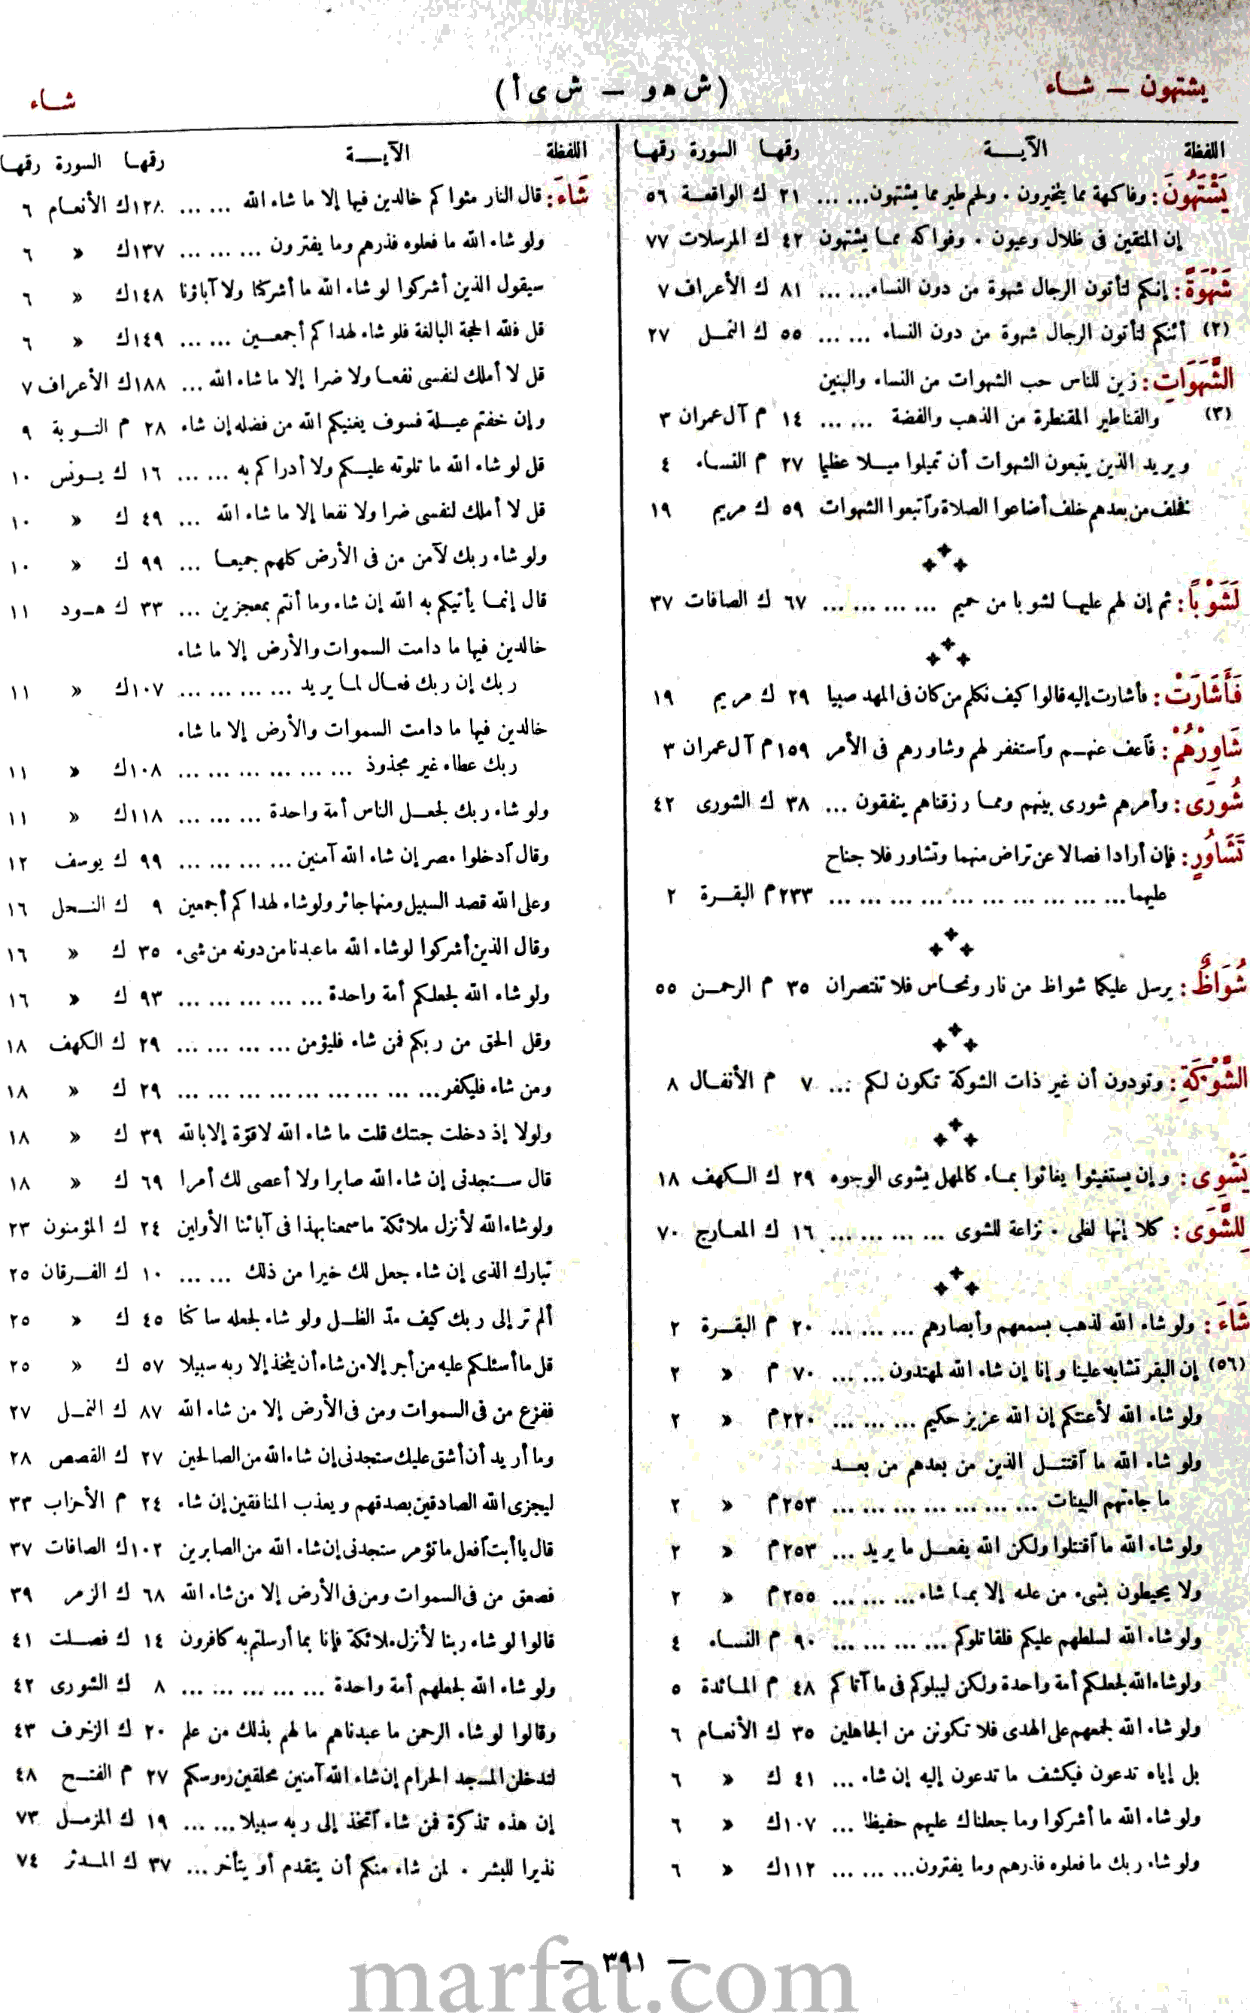 يشتهون — شاء
(ش ه و — ش ى أ)
شاء
اللفظة الآية رقمها السورة رقمها
يَشْتَهُونَ: وفاكهة مما يتخيرون . ولحم طير مما يشتهون... ... ٢١ ك الواقعة ٥٦
إن المتقين فى ظلال وعيون . وفواكه مما يشتهون ٤٢ ك المرسلات ٧٧
شَهْوَةً: إنكم لتأتون الرجال شهوة من دون النساء... ... ٨١ ك الأعراف ٧
(٢) أئنكم لتأتون الرجال شهوة من دون النساء ... ... ٥٥ ك النمل ٢٧
الشَّهَوَاتِ: زين للناس حب الشهوات من النساء والبنين
(٣) والقناطير المقنطرة من الذهب والفضة ... ... ١٤ م آل عمران ٣
ويريد الذين يتبعون الشهوات أن تميلوا ميلا عظيما ٢٧ م النساء ٤
فخلف من بعدهم خلف أضاعوا الصلاة وٱتبعوا الشهوات ٥٩ ك مريم ١٩
لَشَوْبًا: ثم إن لهم عليها لشوبا من حميم ... ... ... ... ٦٧ ك الصافات ٣٧
فَأَشَارَتْ: فأشارت إليه قالوا كيف نكلم من كان فى المهد صبيا ٢٩ ك مريم ١٩
شَاوِرْهُمْ: فٱعف عنهم وٱستغفر لهم وشاورهم فى الأمر ١٥٩م آل عمران ٣
شُورَى: وأمرهم شورى بينهم ومما رزقناهم ينفقون ... ٣٨ ك الشورى ٤٢
تَشَاوُرٍ: فإن أرادا فصالا عن تراض منهما وتشاور فلا جناح
عليهما... ... ... ... ... ... ... ... ... ... ٢٣٣م البقرة ٢
شُوَاظٌ: يرسل عليكما شواظ من نار ونحاس فلا تنتصران ٣٥ م الرحمن ٥٥
الشَّوْكَةِ: وتودون أن غير ذات الشوكة تكون لكم ... ٧ م الأنفال ٨
يَشْوِى: وإن يستغيثوا يغاثوا بماء كالمهل يشوى الوجوه ٢٩ ك الكهف ١٨
لِلشَّوَى: كلا إنها لظى . نزاعة للشوى ... ... ... ... ١٦ ك المعارج ٧٠
شَاءَ: ولو شاء الله لذهب بسمعهم وأبصارهم ... ... ... ٢٠ م البقرة ٢
(٥٦) إن البقر تشابه علينا وإنا إن شاء الله لمهتدون... ... ٧٠ م « ٢
ولو شاء الله لأعنتكم إن الله عزيز حكيم ... ... ... ٢٢٠م « ٢
ولو شاء الله ما ٱقتتل الذين من بعدهم من بعد
ما جاءتهم البينات ... ... ... ... ... ... ... ٢٥٣م « ٢
ولو شاء الله ما ٱقتتلوا ولكن الله يفعل ما يريد ... ٢٥٣م « ٢
ولا يحيطون بشىء من علمه إلا بما شاء... ... ... ٢٥٥م « ٢
ولو شاء الله لسلطهم عليكم فلقاتلوكم ... ... ... ... ٩٠ م النساء ٤
ولو شاء الله لجعلكم أمة واحدة ولكن ليبلوكم فى ما آتاكم ٤٨ م المائدة ٥
ولو شاء الله لجمعهم على الهدى فلا تكونن من الجاهلين ٣٥ ك الأنعام ٦
بل إياه تدعون فيكشف ما تدعون إليه إن شاء ... ٤١ ك « ٦
ولو شاء الله ما أشركوا وما جعلناك عليهم حفيظا ... ١٠٧ك « ٦
ولو شاء ربك ما فعلوه فذرهم وما يفترون... ... ... ١١٢ك « ٦
اللفظة الآية رقمها السورة رقمها
شَاءَ: قال النار مثواكم خالدين فيها إلا ما شاء الله ... ... ١٢٨ك الأنعام ٦
ولو شاء الله ما فعلوه فذرهم وما يفترون ... ... ... ١٣٧ك « ٦
سيقول الذين أشركوا لو شاء الله ما أشركنا ولا آباؤنا ١٤٨ك « ٦
قل فلله الحجة البالغة فلو شاء لهداكم أجمعين ... ... ١٤٩ك « ٦
قل لا أملك لنفسى نفعا ولا ضرا إلا ما شاء الله ... ١٨٨ك الأعراف ٧
وإن خفتم عيلة فسوف يغنيكم الله من فضله إن شاء ٢٨ م التوبة ٩
قل لو شاء الله ما تلوته عليكم ولا أدراكم به ... ... ١٦ ك يونس ١٠
قل لا أملك لنفسى ضرا ولا نفعا إلا ما شاء الله ... ٤٩ ك « ١٠
ولو شاء ربك لآمن من فى الأرض كلهم جميعا ... ٩٩ ك « ١٠
قال إنما يأتيكم به الله إن شاء وما أنتم بمعجزين ... ٣٣ ك هود ١١
خالدين فيها ما دامت السموات والأرض إلا ما شاء
ربك إن ربك فعال لما يريد ... ... ... ... ١٠٧ك « ١١
خالدين فيها ما دامت السموات والأرض إلا ما شاء
ربك عطاء غير مجذوذ ... ... ... ... ... ... ١٠٨ك « ١١
ولو شاء ربك لجعل الناس أمة واحدة ... ... ... ١١٨ك « ١١
وقال ٱدخلوا مصر إن شاء الله آمنين ... ... ... ... ٩٩ ك يوسف ١٢
وعلى الله قصد السبيل ومنها جائر ولو شاء لهداكم أجمعين ٩ ك النحل ١٦
وقال الذين أشركوا لو شاء الله ما عبدنا من دونه من شىء ٣٥ ك « ١٦
ولو شاء الله لجعلكم أمة واحدة ... ... ... ... ... ٩٣ ك « ١٦
وقل الحق من ربكم فمن شاء فليؤمن ... ... ... ... ٢٩ ك الكهف ١٨
ومن شاء فليكفر... ... ... ... ... ... ... ... ... ٢٩ ك « ١٨
ولولا إذ دخلت جنتك قلت ما شاء الله لا قوّة إلا بالله ٣٩ ك « ١٨
قال ستجدنى إن شاء الله صابرا ولا أعصى لك أمرا ٦٩ ك « ١٨
ولو شاء الله لأنزل ملائكة ما سمعنا بهذا فى آبائنا الأولين ٢٤ ك المؤمنون ٢٣
تبارك الذى إن شاء جعل لك خيرا من ذلك ... ... ١٠ ك الفرقان ٢٥
ألم تر إلى ربك كيف مدّ الظل ولو شاء لجعله ساكنا ٤٥ ك « ٢٥
قل ما أسئلكم عليه من أجر إلا من شاء أن يتخذ إلا ربه سبيلا ٥٧ ك « ٢٥
ففزع من فى السموات ومن فى الأرض إلا من شاء الله ٨٧ ك النمل ٢٧
وما أريد أن أشق عليك ستجدنى إن شاء الله من الصالحين ٢٧ ك القصص ٢٨
ليجزى الله الصادقين بصدقهم ويعذب المنافقين إن شاء ٢٤ م الأحزاب ٣٣
قال يا أبت ٱفعل ما تؤمر ستجدنى إن شاء الله من الصابرين ١٠٢ك الصافات ٣٧
فصعق من فى السموات ومن فى الأرض إلا من شاء الله ٦٨ ك الزمر ٣٩
قالوا لو شاء ربنا لأنزل ملائكة فإنا بما أرسلتم به كافرون ١٤ ك فصلت ٤١
ولو شاء الله لجعلهم أمة واحدة ... ... ... ... ... ٨ ك الشورى ٤٢
وقالوا لو شاء الرحمن ما عبدناهم ما لهم بذلك من علم ٢٠ ك الزخرف ٤٣
لتدخلن المسجد الحرام إن شاء الله آمنين محلقين رءوسكم ٢٧ م الفتح ٤٨
إن هذه تذكرة فمن شاء ٱتخذ إلى ربه سبيلا... ... ... ١٩ ك المزمل ٧٣
نذيرا للبشر . لمن شاء منكم أن يتقدم أو يتأخر ... ٣٧ ك المدثر ٧٤
— ٣٩١ —
marfat.com